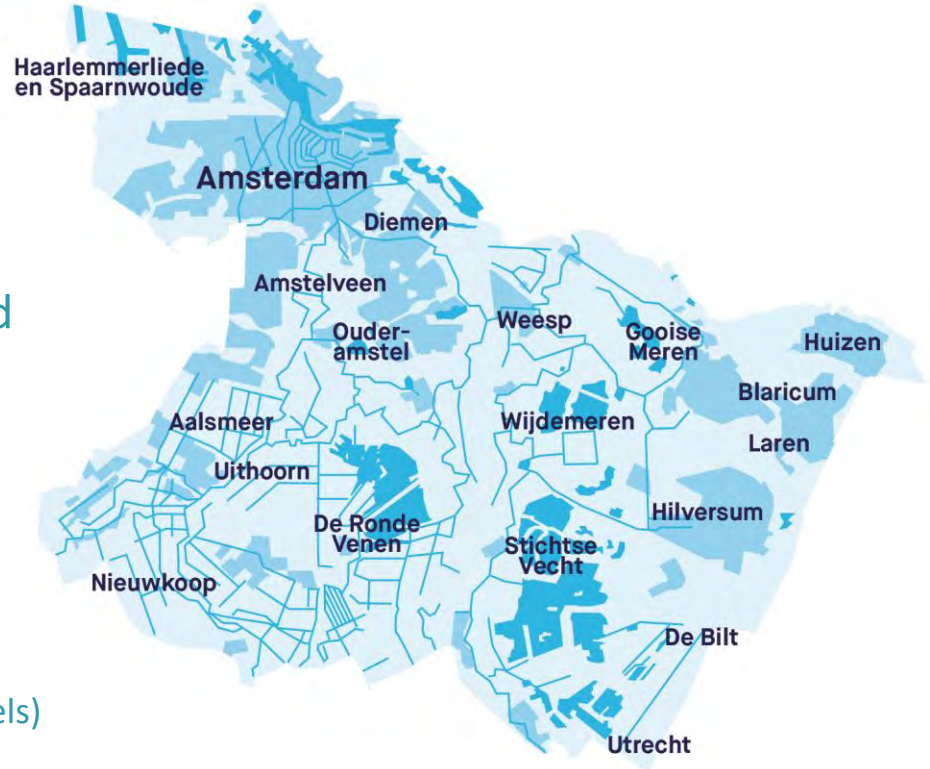 Haarlemmerliede
en Spaarnwoude
Amsterdam
Diemen
Amstelveen
d
Ouder-
amstel
Weesp
Gooise
Meren
Huizen
Blaricum
Aalsmeer
Wijdemeren
Laren
Uithoorn
De Ronde
Venen
Hilversum
Stichtse
Vecht
Nieuwkoop
De Bilt
els)
Utrecht